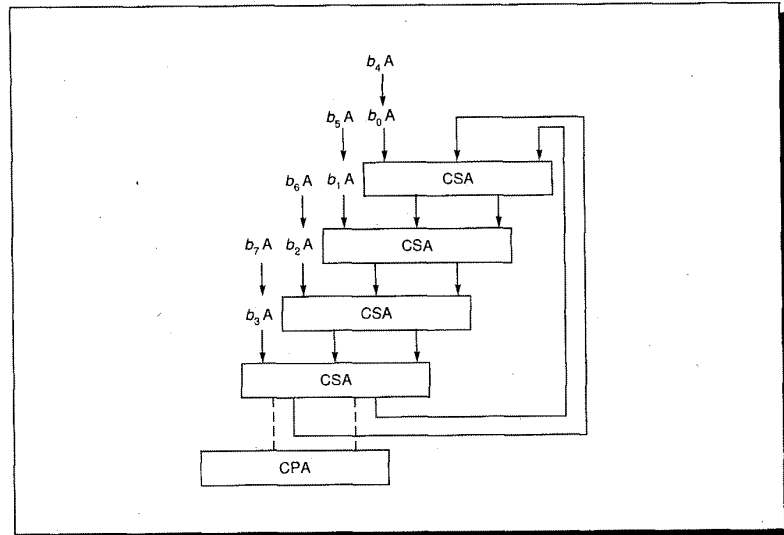 b₄A
b₅A b₀A
CSA
b₆A b₁A
CSA
b₇A b₂A
CSA
b₃A
CSA
CPA